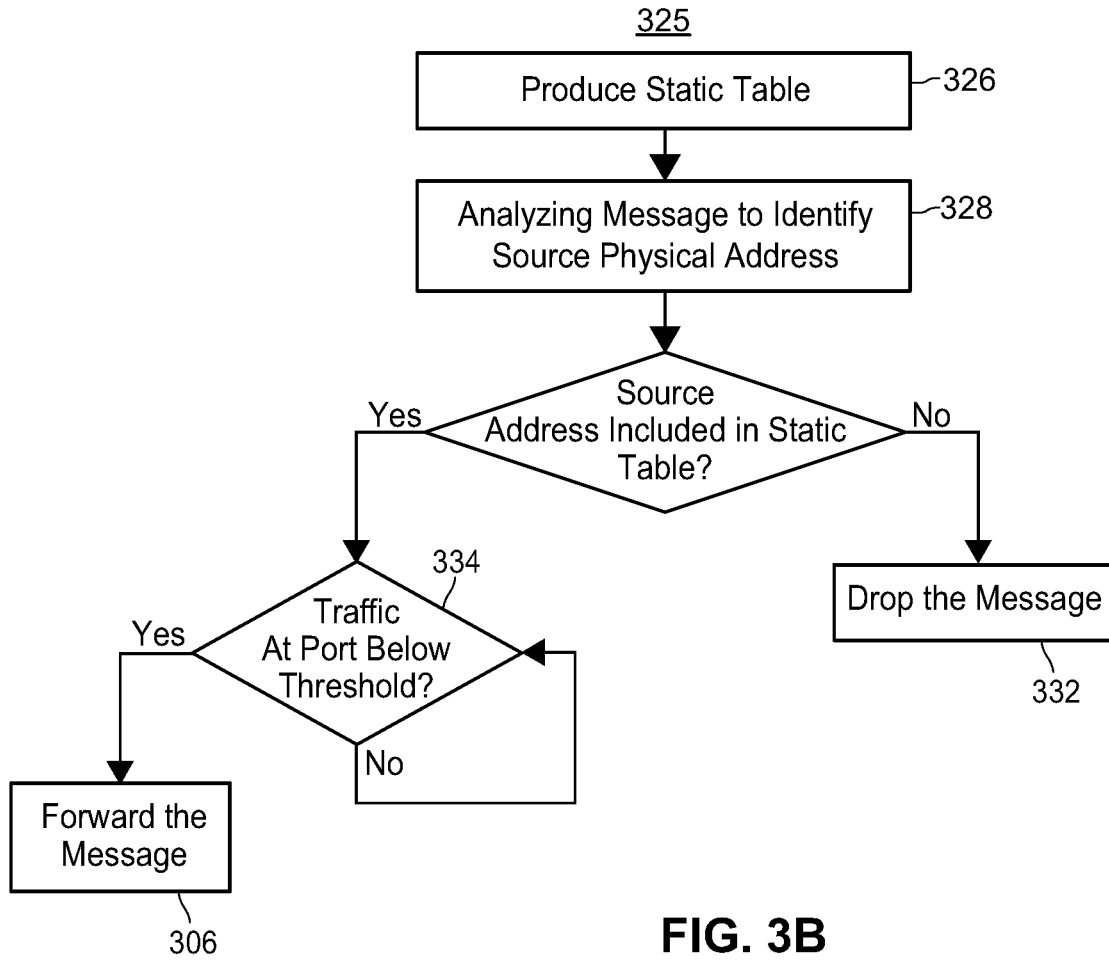 325
Produce Static Table
326
Analyzing Message to Identify
Source Physical Address
328
Source
Address Included in Static
Table?
Yes
No
334
Traffic
At Port Below
Threshold?
Yes
No
Drop the Message
332
Forward the
Message
306
FIG. 3B